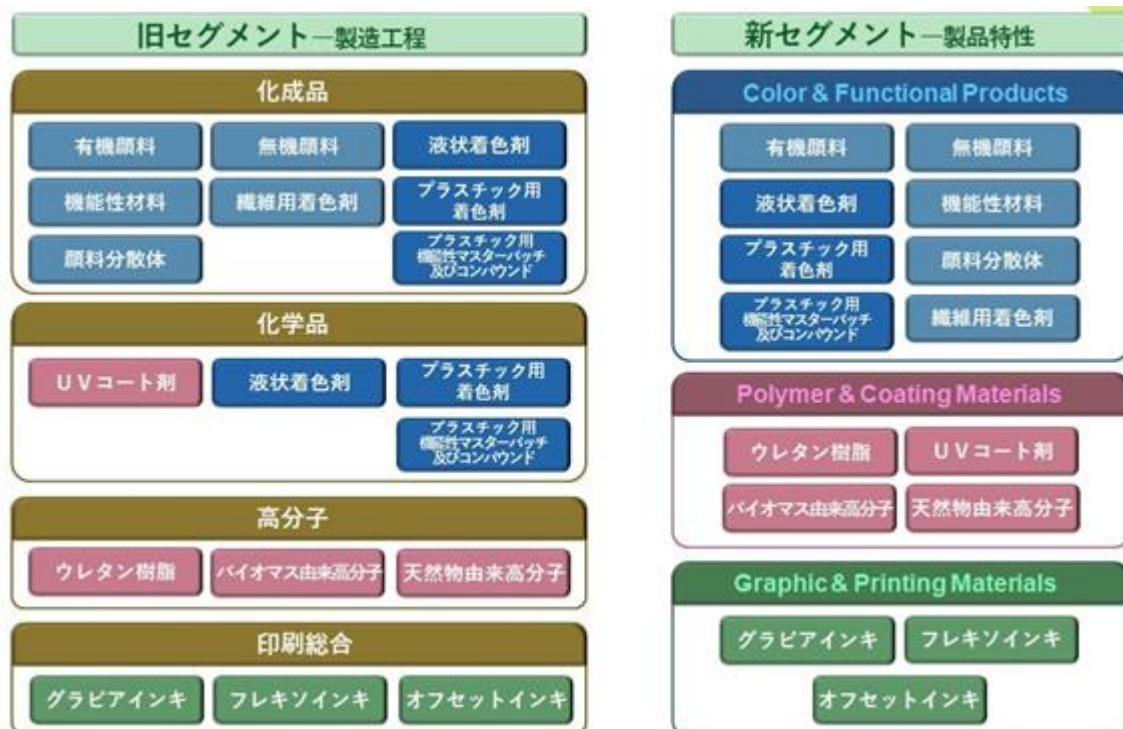 旧セグメント―製造工程
化成品
有機顔料
無機顔料
液状着色剤
機能性材料
繊維用着色剤
プラスチック用
着色剤
顔料分散体
プラスチック用
機能性マスターバッチ
及びコンパウンド
化学品
UVコート剤
液状着色剤
プラスチック用
着色剤
プラスチック用
機能性マスターバッチ
及びコンパウンド
高分子
ウレタン樹脂
バイオマス由来高分子
天然物由来高分子
印刷総合
グラビアインキ
フレキソインキ
オフセットインキ
新セグメント―製品特性
Color & Functional Products
有機顔料
無機顔料
液状着色剤
機能性材料
プラスチック用
着色剤
顔料分散体
プラスチック用
機能性マスターバッチ
及びコンパウンド
繊維用着色剤
Polymer & Coating Materials
ウレタン樹脂
UVコート剤
バイオマス由来高分子
天然物由来高分子
Graphic & Printing Materials
グラビアインキ
フレキソインキ
オフセットインキ